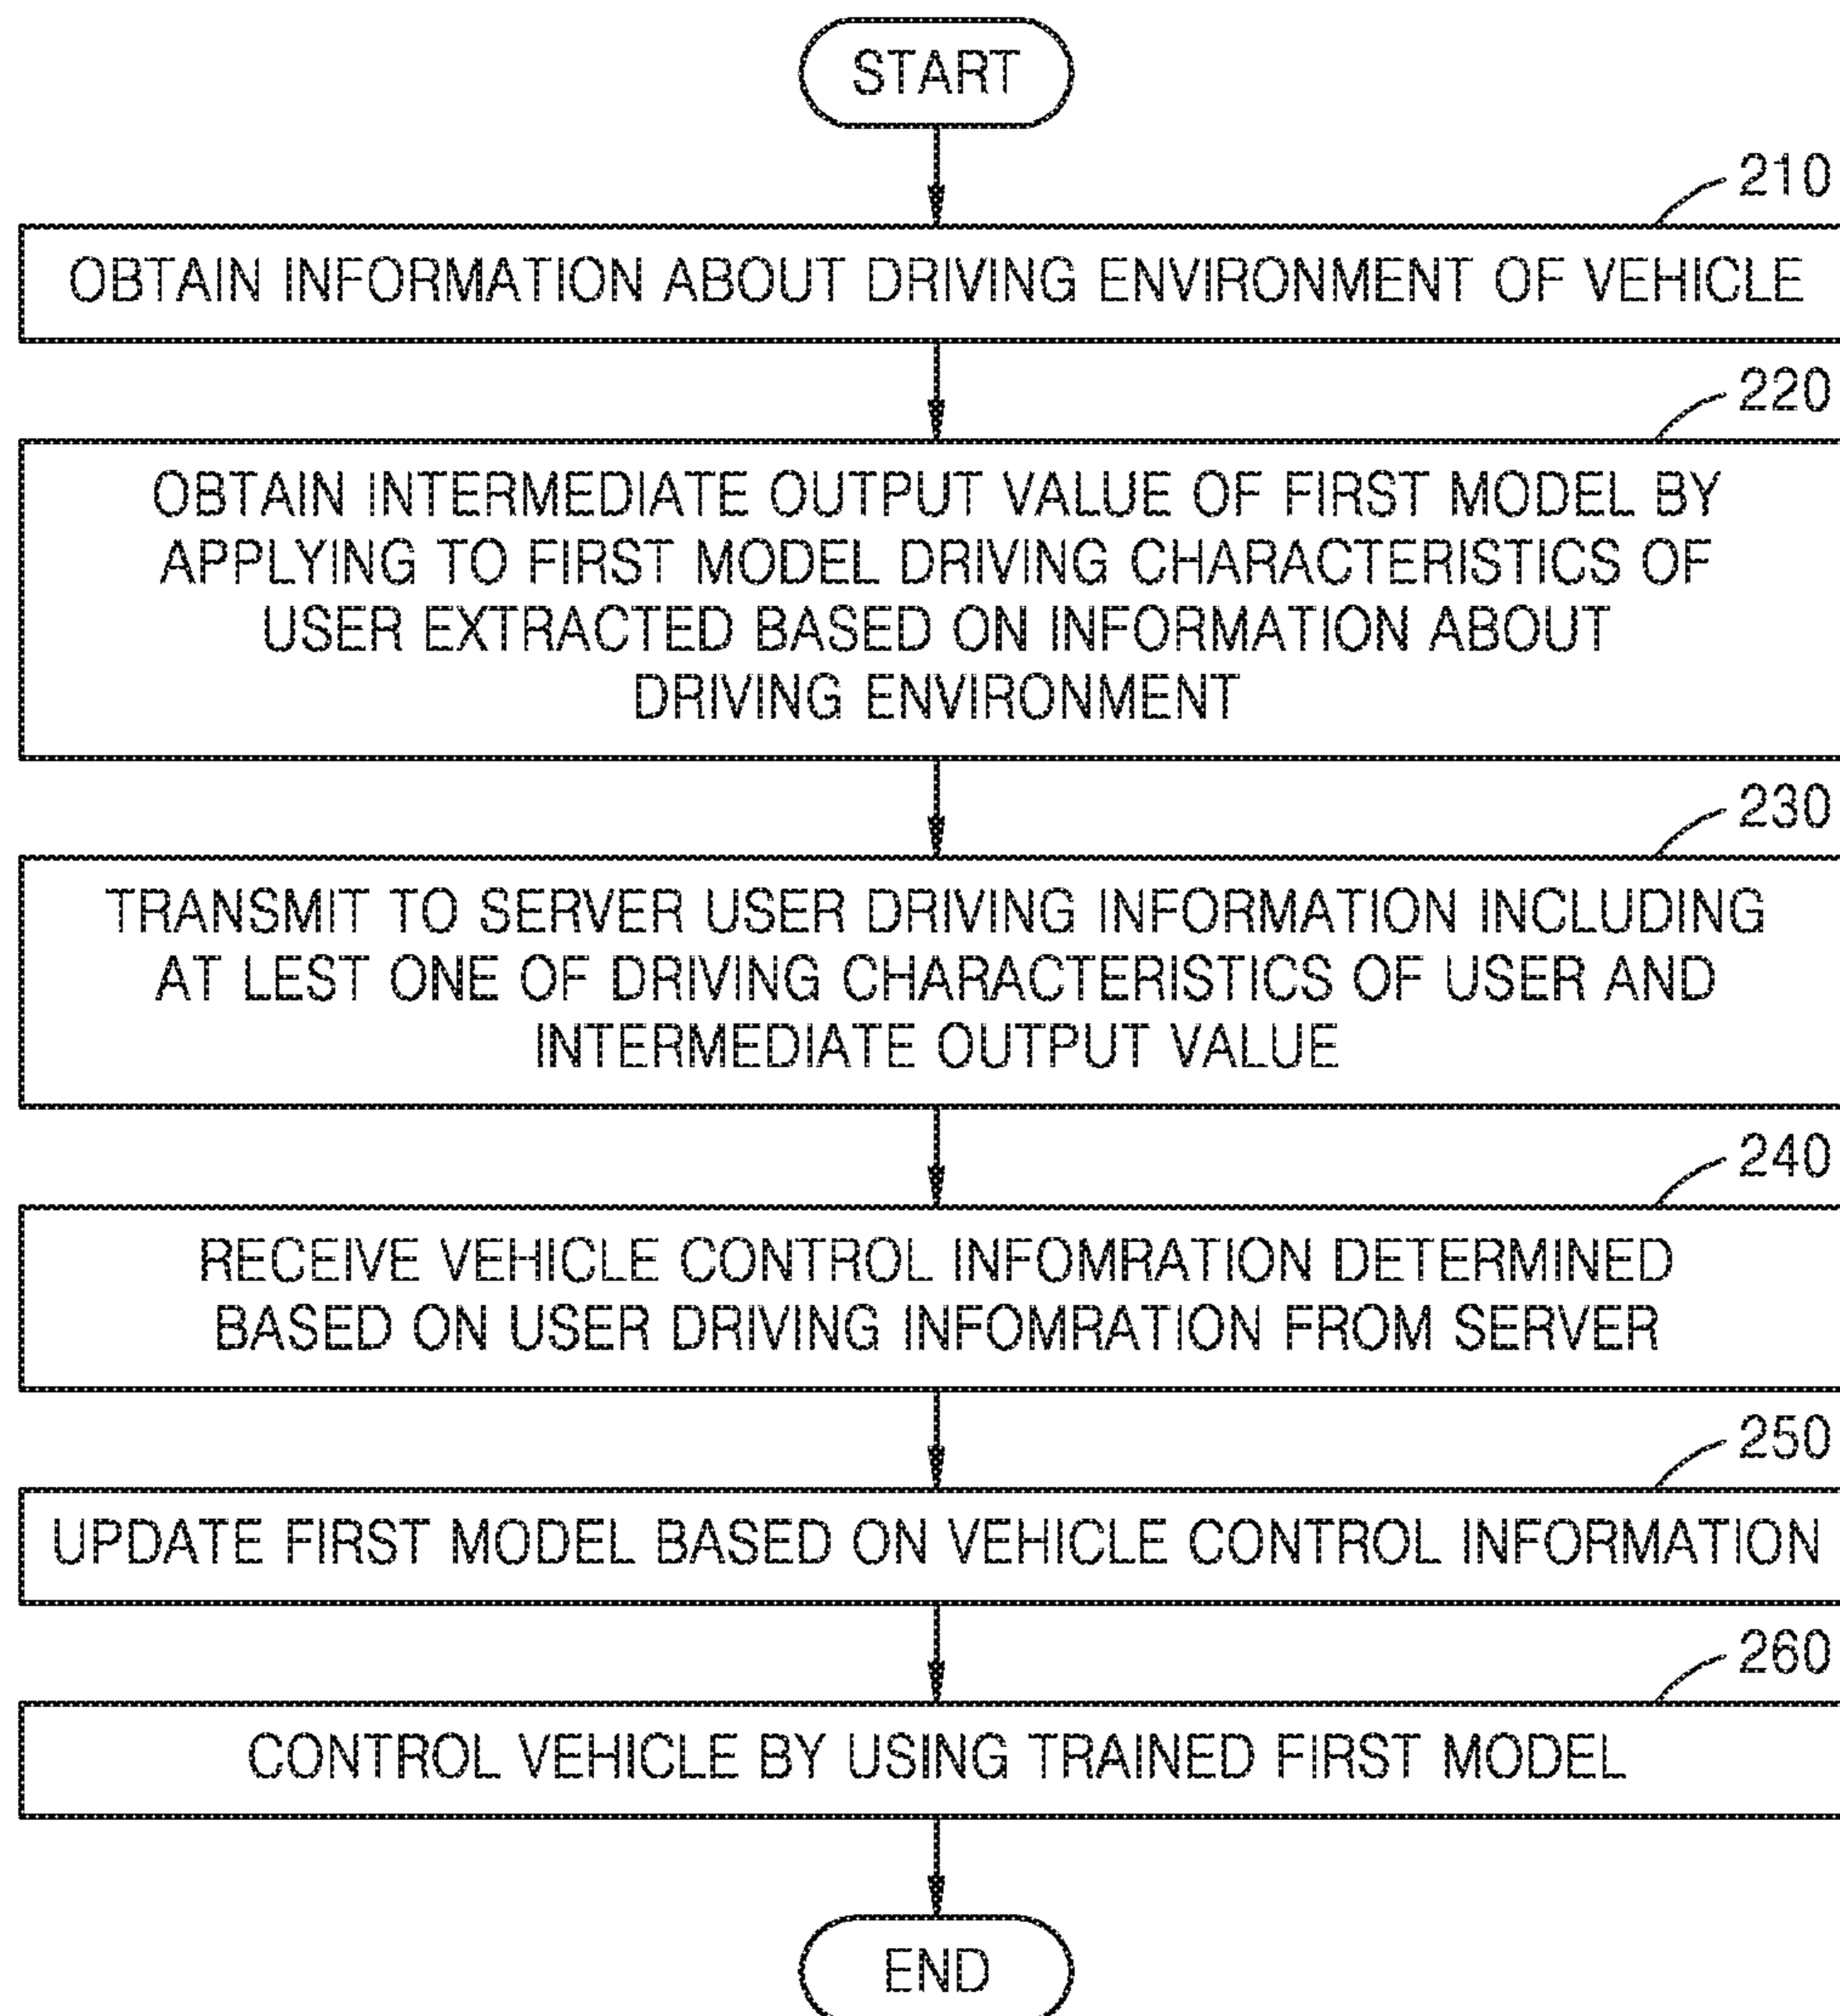 START
210
OBTAIN INFORMATION ABOUT DRIVING ENVIRONMENT OF VEHICLE
220
OBTAIN INTERMEDIATE OUTPUT VALUE OF FIRST MODEL BY
APPLYING TO FIRST MODEL DRIVING CHARACTERISTICS OF
USER EXTRACTED BASED ON INFORMATION ABOUT
DRIVING ENVIRONMENT
230
TRANSMIT TO SERVER USER DRIVING INFORMATION INCLUDING
AT LEST ONE OF DRIVING CHARACTERISTICS OF USER AND
INTERMEDIATE OUTPUT VALUE
240
RECEIVE VEHICLE CONTROL INFOMRATION DETERMINED
BASED ON USER DRIVING INFOMRATION FROM SERVER
250
UPDATE FIRST MODEL BASED ON VEHICLE CONTROL INFORMATION
260
CONTROL VEHICLE BY USING TRAINED FIRST MODEL
END